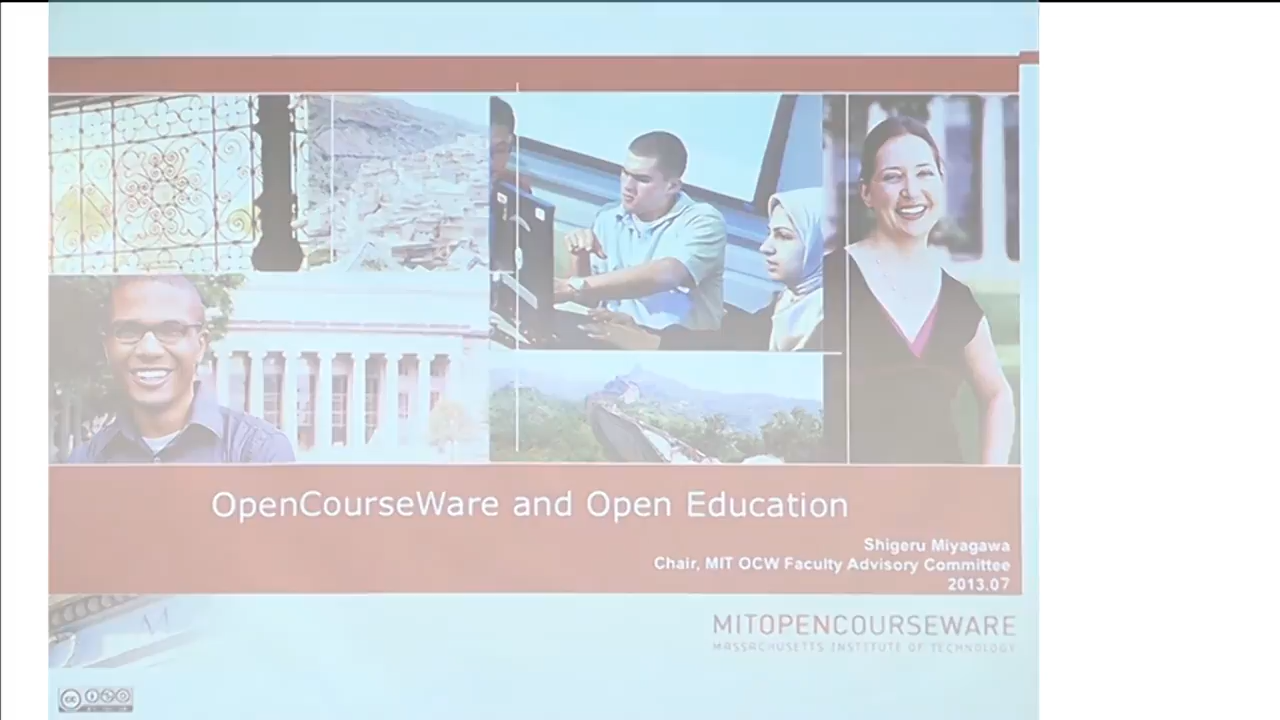 OpenCourseWare and Open Education
Shigeru Miyagawa
Chair, MIT OCW Faculty Advisory Committee
2013.07
MITOPENCOURSEWARE
MASSACHUSETTS INSTITUTE OF TECHNOLOGY
cc